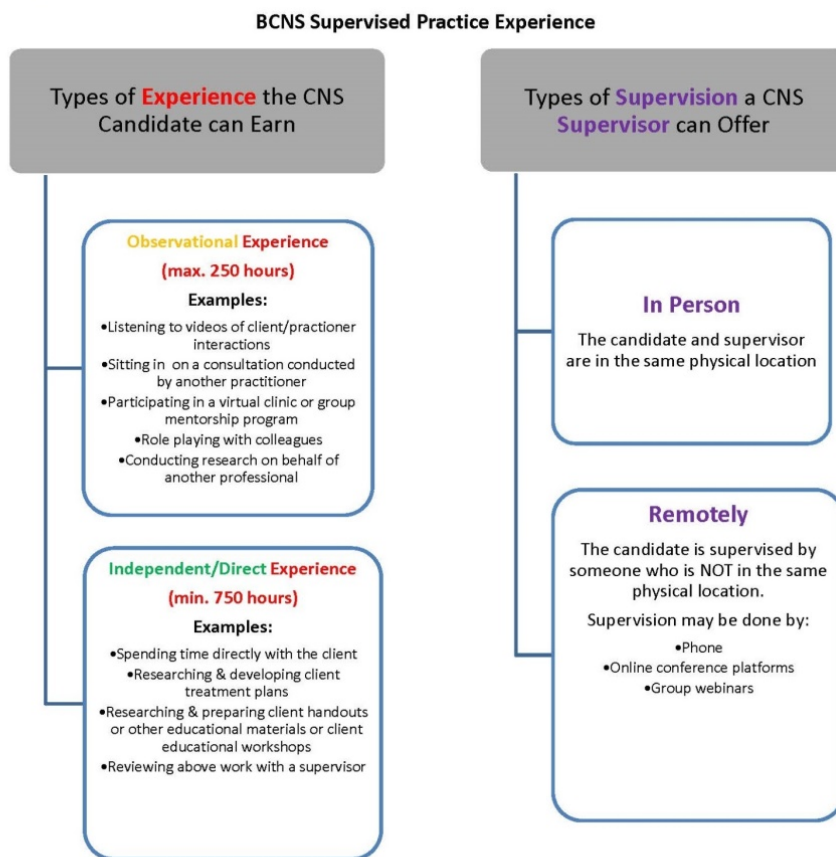 BCNS Supervised Practice Experience
Types of Experience the CNS
Candidate can Earn
Observational Experience
(max. 250 hours)
Examples:
•Listening to videos of client/practioner
interactions
•Sitting in on a consultation conducted
by another practitioner
•Participating in a virtual clinic or group
mentorship program
•Role playing with colleagues
•Conducting research on behalf of
another professional
Independent/Direct Experience
(min. 750 hours)
Examples:
•Spending time directly with the client
•Researching & developing client
treatment plans
•Researching & preparing client handouts
or other educational materials or client
educational workshops
•Reviewing above work with a supervisor
Types of Supervision a CNS
Supervisor can Offer
In Person
The candidate and supervisor
are in the same physical location
Remotely
The candidate is supervised by
someone who is NOT in the same
physical location.
Supervision may be done by:
•Phone
•Online conference platforms
•Group webinars